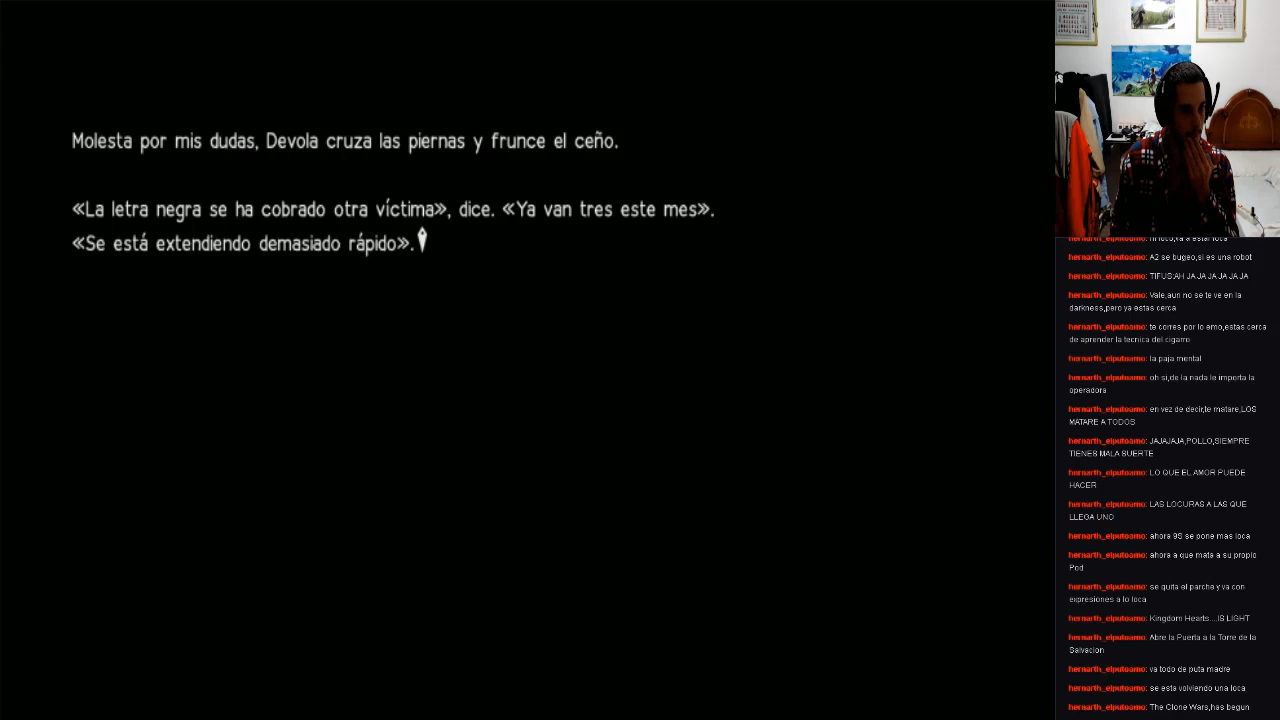 Molesta por mis dudas, Devola cruza las piernas y frunce el ceño.
«La letra negra se ha cobrado otra víctima», dice. «Ya van tres este mes».
«Se está extendiendo demasiado rápido».
hernarth_elputoamo: A2 se bugeo,si es una robot
hernarth_elputoamo: TIFUS:AH JA JA JA JA JA JA
hernarth_elputoamo: Vale,aun no se te ve en la
darkness,pero ya estas cerca
hernarth_elputoamo: te corres por lo emo,estas cerca
de aprender la tecnica del cigarro
hernarth_elputoamo: la paja mental
hernarth_elputoamo: oh si,de la nada le importa la
operadora
hernarth_elputoamo: en vez de decir,te matare,LOS
MATARE A TODOS
hernarth_elputoamo: JAJAJAJA,POLLO,SIEMPRE
TIENES MALA SUERTE
hernarth_elputoamo: LO QUE EL AMOR PUEDE
HACER
hernarth_elputoamo: LAS LOCURAS A LAS QUE
LLEGA UNO
hernarth_elputoamo: ahora 9S se pone mas loca
hernarth_elputoamo: ahora a que mata a su propio
Pod
hernarth_elputoamo: se quita el parche y va con
expresiones a lo loca
hernarth_elputoamo: Kingdom Hearts....IS LIGHT
hernarth_elputoamo: Abre la Puerta a la Torre de la
Salvacion
hernarth_elputoamo: va todo de puta madre
hernarth_elputoamo: se esta volviendo una loca
hernarth_elputoamo: The Clone Wars,has begun